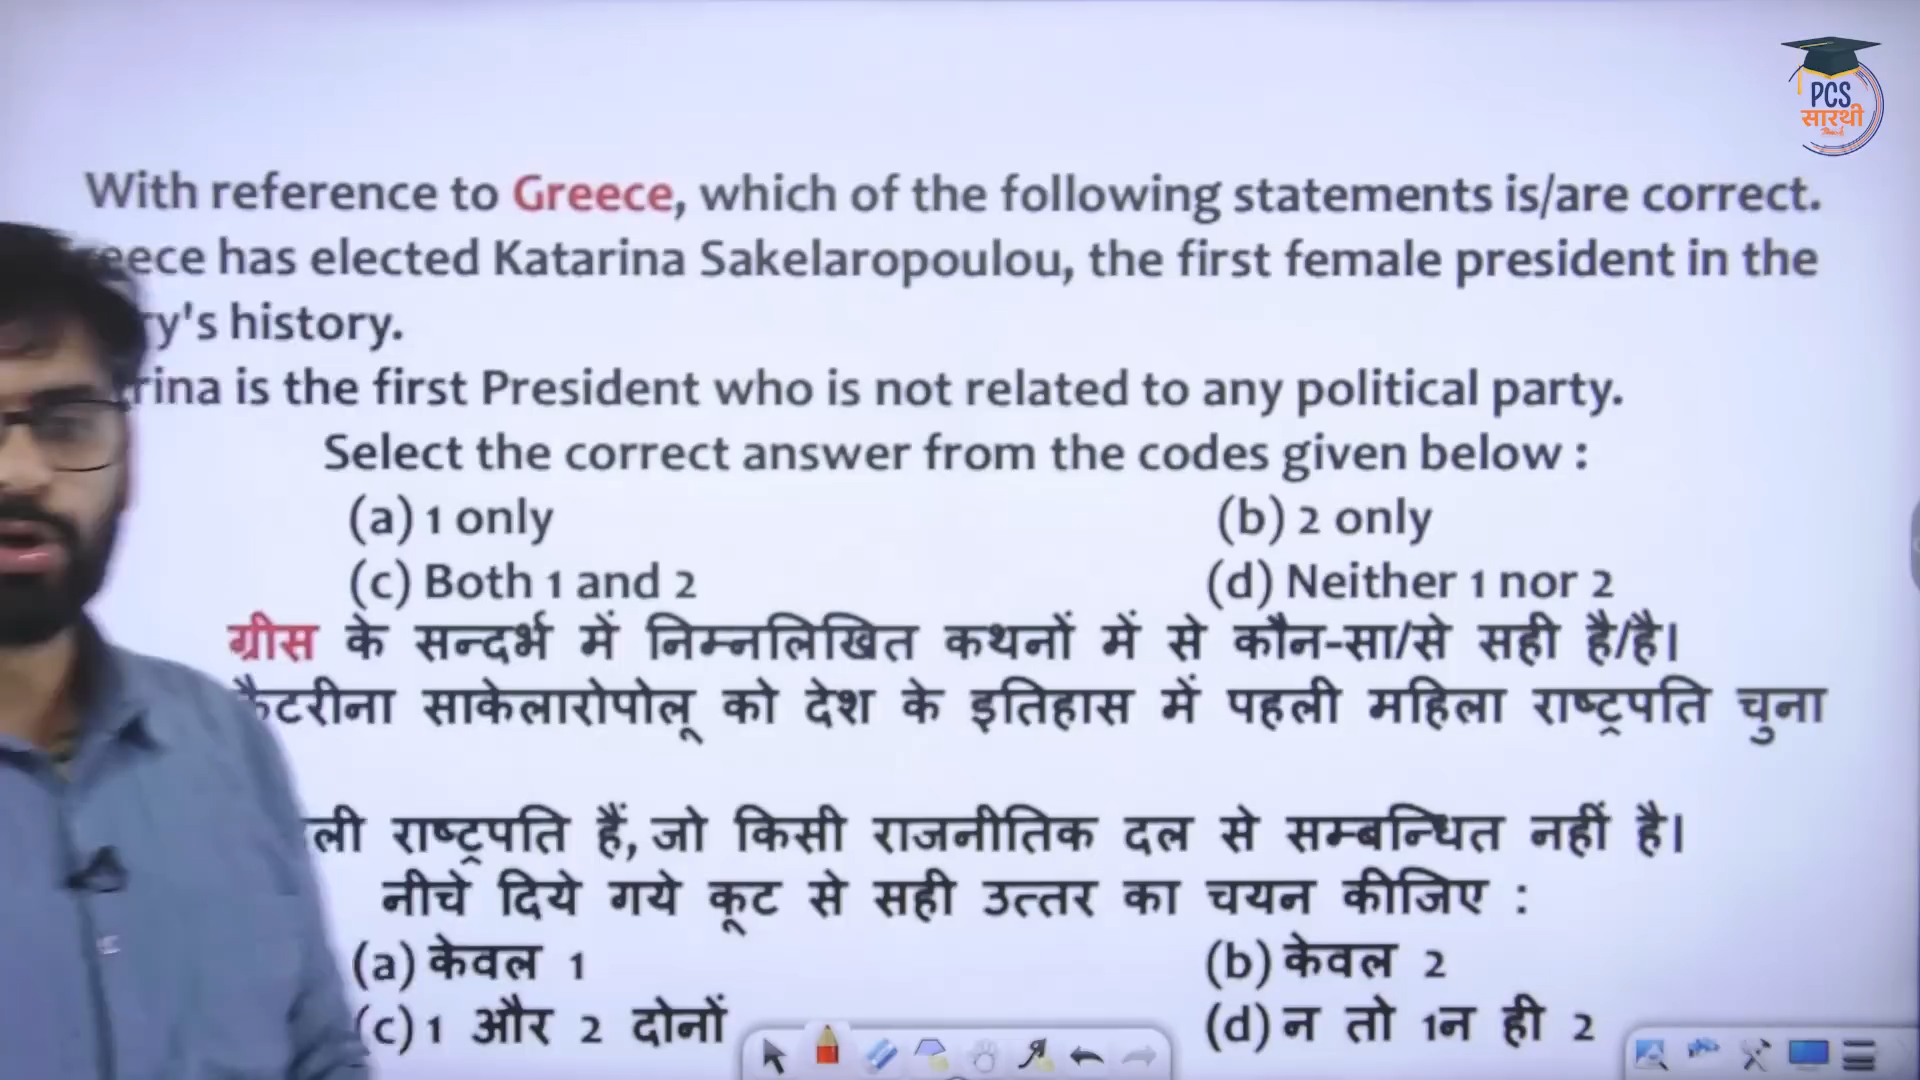 PCS
सारथी
With reference to Greece, which of the following statements is/are correct.
has elected Katarina Sakelaropoulou, the first female president in the
history.
is the first President who is not related to any political party.
Select the correct answer from the codes given below :
(a) 1 only (b) 2 only
(c) Both 1 and 2 (d) Neither 1 nor 2
ग्रीस के सन्दर्भ में निम्नलिखित कथनों में से कौन-सा/से सही है/है।
कैटरीना साकेलारोपोलू को देश के इतिहास में पहली महिला राष्ट्रपति चुना
राष्ट्रपति हैं, जो किसी राजनीतिक दल से सम्बन्धित नहीं है।
नीचे दिये गये कूट से सही उत्तर का चयन कीजिए :
(a) केवल 1 (b) केवल 2
(c) 1 और 2 दोनों (d) न तो 1न ही 2